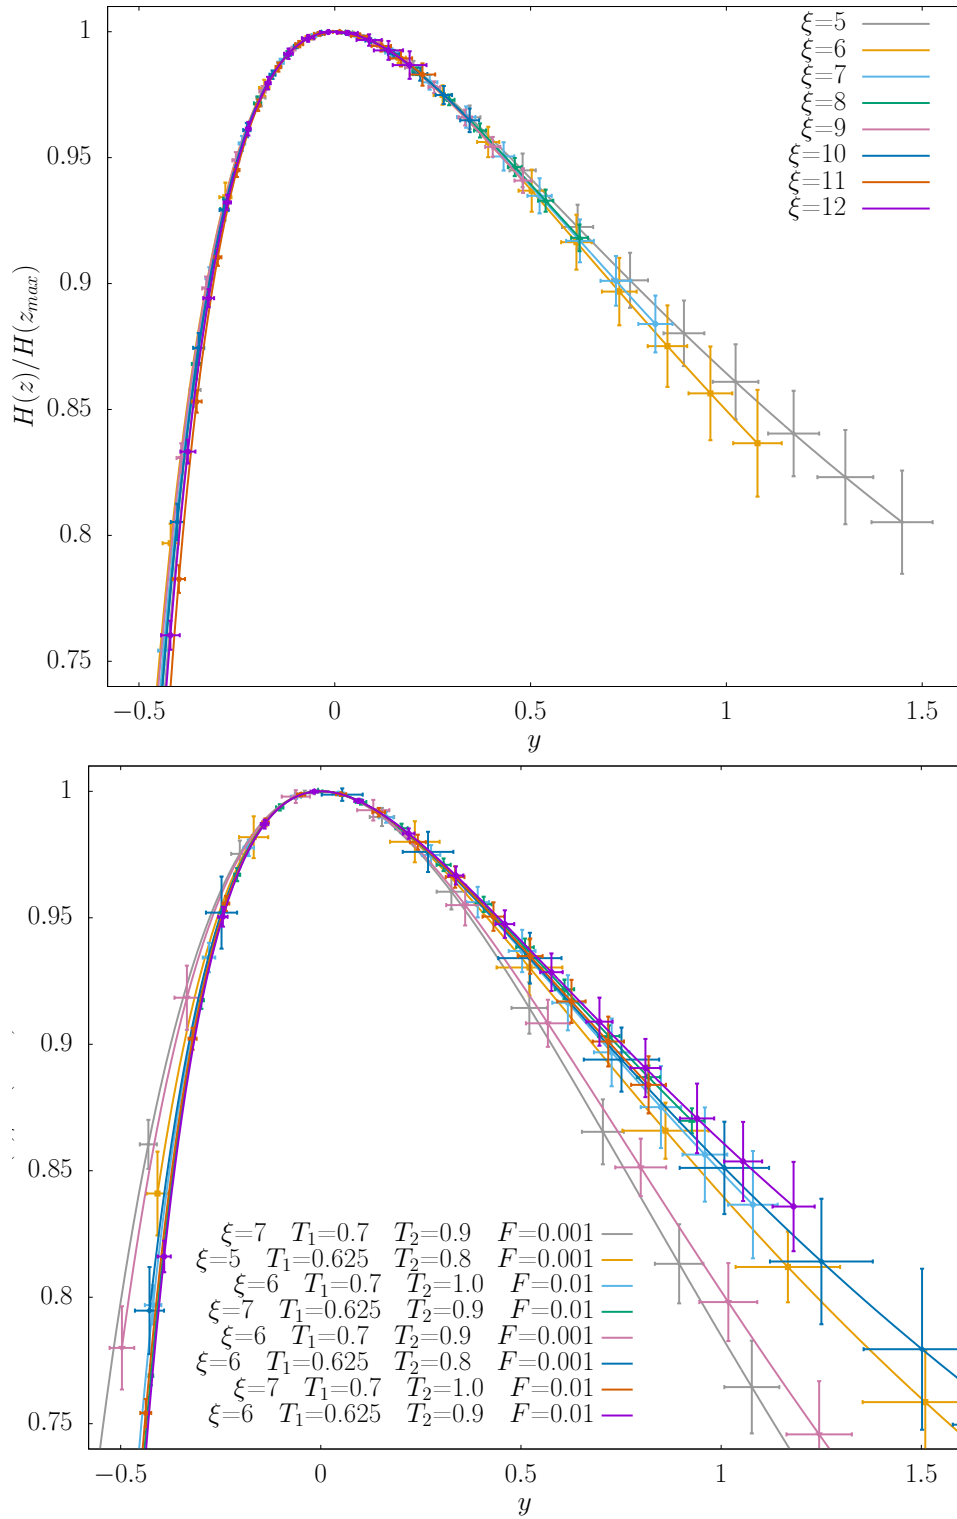 1
0.95
0.9
0.85
0.8
0.75
H(z)/H(z_max)
−0.5 0 0.5 1 1.5
y
ξ=5
ξ=6
ξ=7
ξ=8
ξ=9
ξ=10
ξ=11
ξ=12
1
0.95
0.9
0.85
0.8
0.75
−0.5 0 0.5 1 1.5
y
ξ=7 T₁=0.7 T₂=0.9 F=0.001
ξ=5 T₁=0.625 T₂=0.8 F=0.001
ξ=6 T₁=0.7 T₂=1.0 F=0.01
ξ=7 T₁=0.625 T₂=0.9 F=0.01
ξ=6 T₁=0.7 T₂=0.9 F=0.001
ξ=6 T₁=0.625 T₂=0.8 F=0.001
ξ=7 T₁=0.7 T₂=1.0 F=0.01
ξ=6 T₁=0.625 T₂=0.9 F=0.01